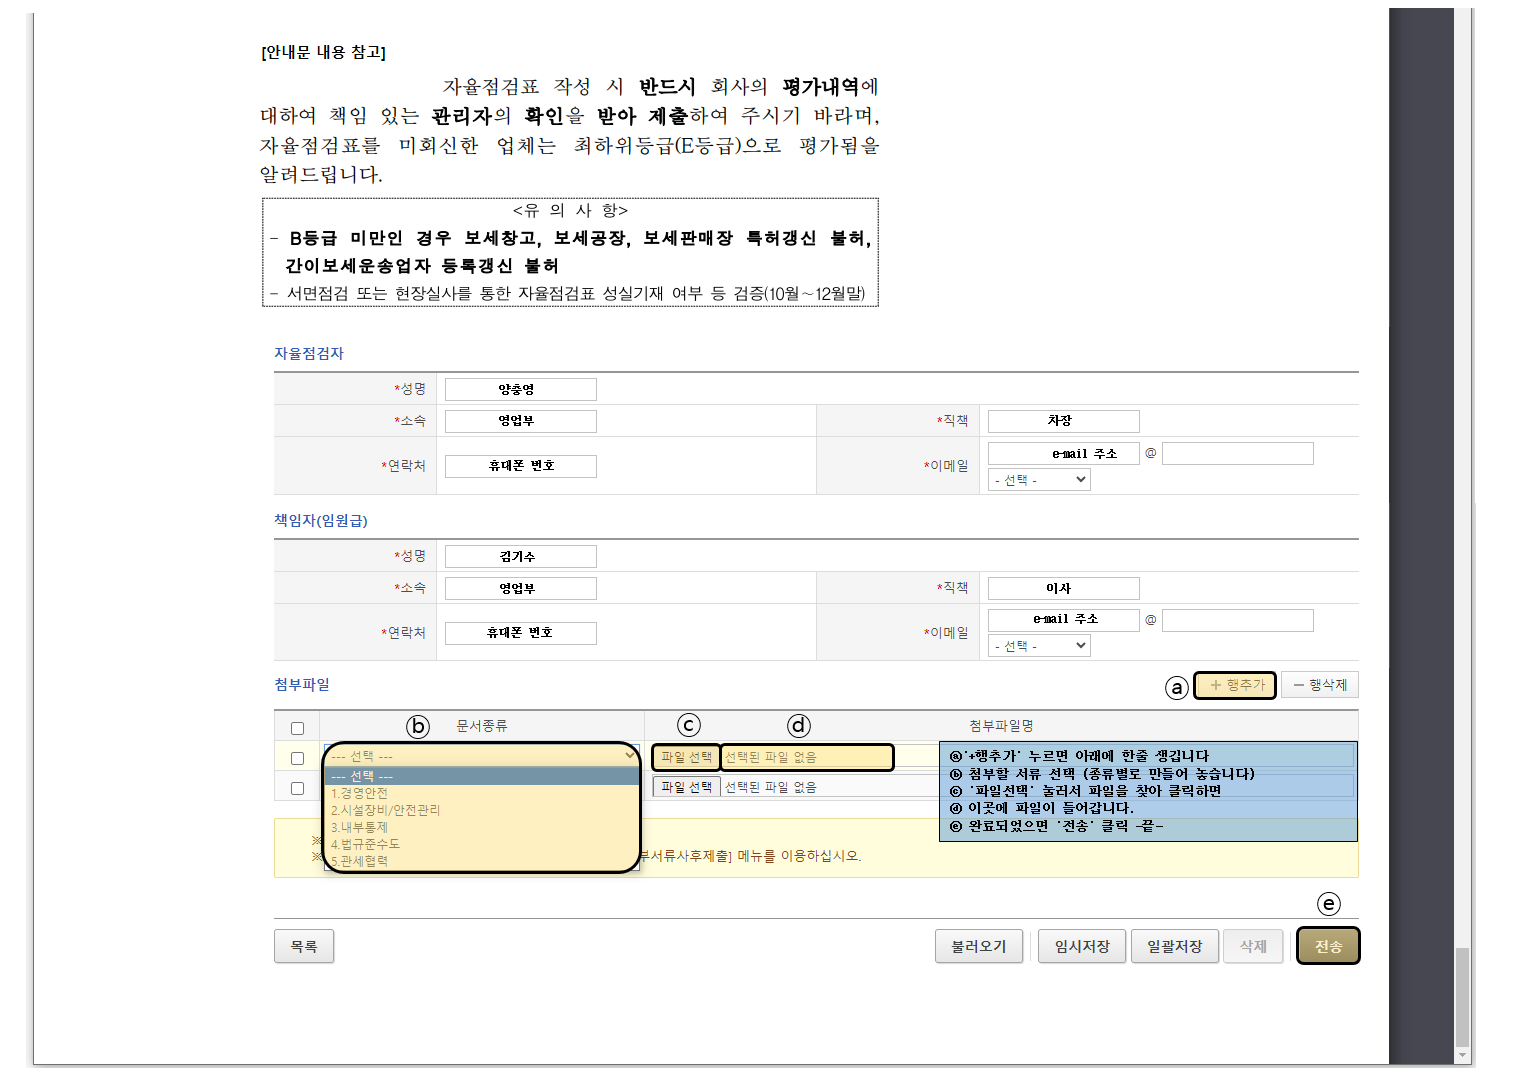 [안내문 내용 참고]
자율점검표 작성 시 반드시 회사의 평가내역에
대하여 책임 있는 관리자의 확인을 받아 제출하여 주시기 바라며,
자율점검표를 미회신한 업체는 최하위등급(E등급)으로 평가됨을
알려드립니다.
<유 의 사 항>
- B등급 미만인 경우 보세창고, 보세공장, 보세판매장 특허갱신 불허,
간이보세운송업자 등록갱신 불허
- 서면점검 또는 현장실사를 통한 자율점검표 성실기재 여부 등 검증(10월~12월말)
자율점검자
*성명 양충영
*소속 영업부 *직책 차장
*연락처 휴대폰 번호 *이메일 e-mail 주소 @
- 선택 -
책임자(임원급)
*성명 김기수
*소속 영업부 *직책 이사
*연락처 휴대폰 번호 *이메일 e-mail 주소 @
- 선택 -
첨부파일 ⓐ + 행추가 - 행삭제
ⓑ 문서종류 ⓒ ⓓ 첨부파일명
--- 선택 --- 파일 선택 선택된 파일 없음
--- 선택 ---
1.경영안전
2.시설장비/안전관리
3.내부통제
4.법규준수도
5.관세협력
파일 선택 선택된 파일 없음
ⓐ'+행추가' 누르면 아래에 한줄 생깁니다
ⓑ 첨부할 서류 선택 (종류별로 만들어 놓습니다)
ⓒ '파일선택' 눌러서 파일을 찾아 클릭하면
ⓓ 이곳에 파일이 들어갑니다.
ⓔ 완료되었으면 '전송' 클릭 -끝-
※
※ 부서류사후제출] 메뉴를 이용하십시오.
ⓔ
목록 불러오기 임시저장 일괄저장 삭제 전송